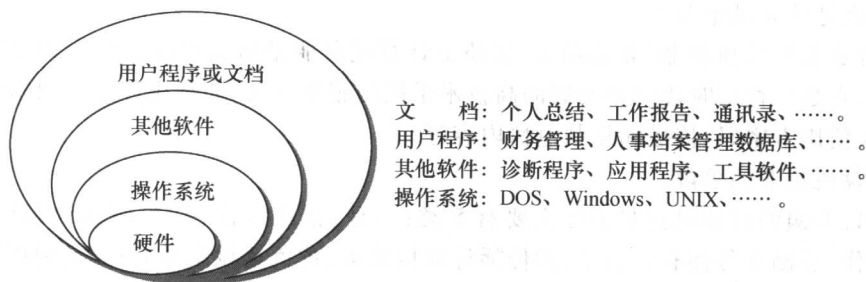 用户程序或文档
其他软件
操作系统
硬件
文　　档：个人总结、工作报告、通讯录、……。
用户程序：财务管理、人事档案管理数据库、……。
其他软件：诊断程序、应用程序、工具软件、……。
操作系统：DOS、Windows、UNIX、……。